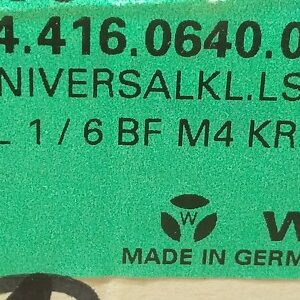 4.416.0640.0
NIVERSALKL.LS
L 1 / 6 BF M4 KR
W W
MADE IN GERM